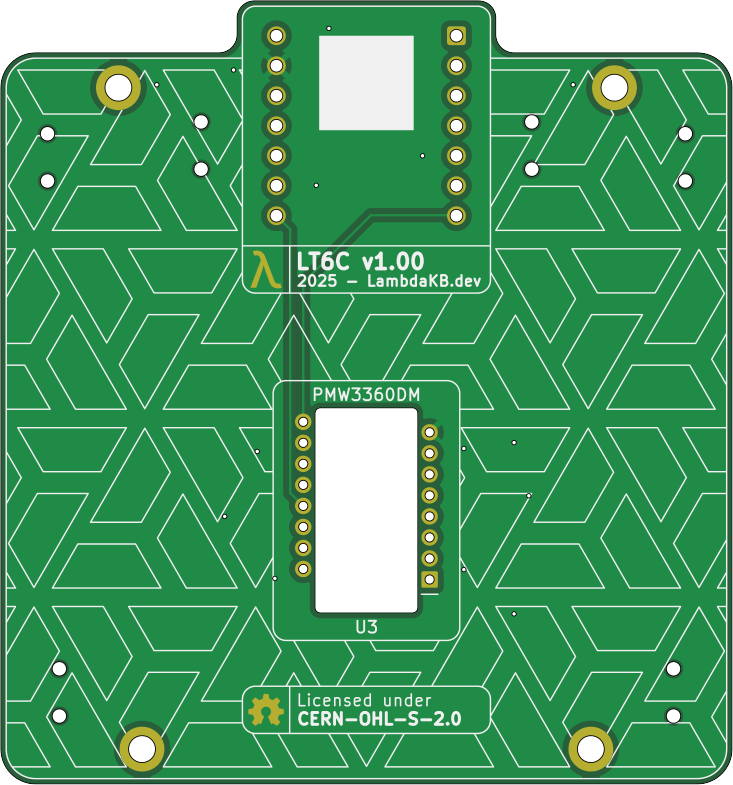 λ LT6C v1.00
2025 - LambdaKB.dev
PMW3360DM
U3
Licensed under
CERN-OHL-S-2.0